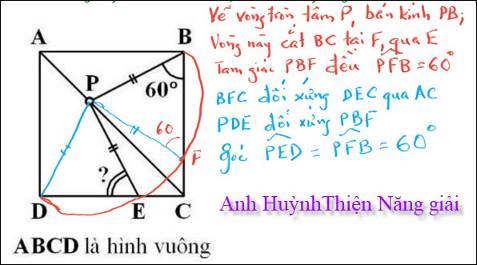 A
B
P
60°
60
F
?
D
E
C
ABCD là hình vuông
Vẽ vòng tròn tâm P, bán kính PB;
Vòng này cắt BC tại F, qua E
Tam giác PBF đều PFB = 60°
BFC đối xứng DEC qua AC
PDE đối xứng PBF
góc PED = PFB = 60°
Anh HuỳnhThiện Năng giải